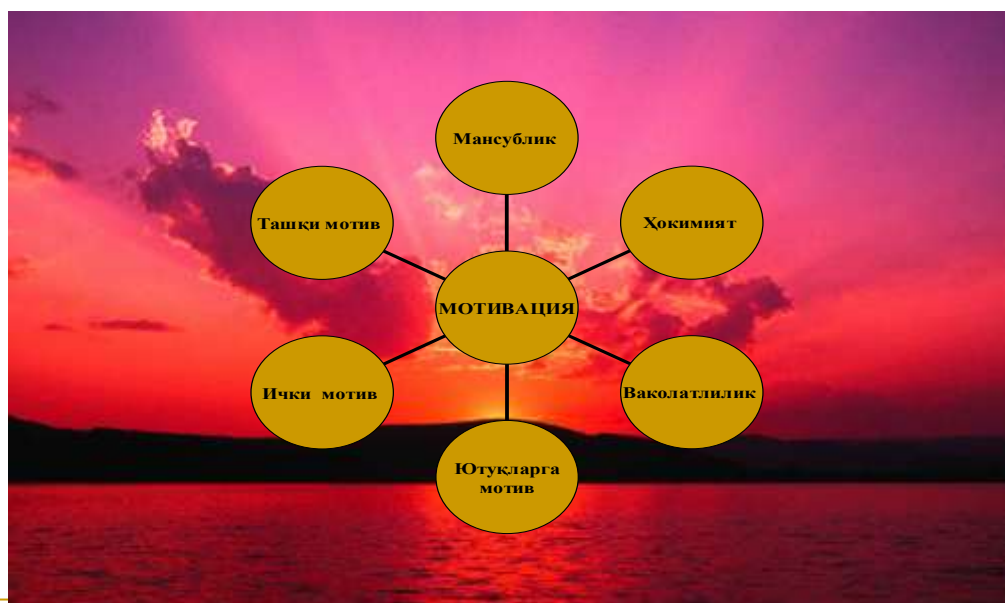 Мансублик
Ташқи мотив
Ҳокимият
МОТИВАЦИЯ
Ички мотив
Ваколатлилик
Ютуқларга
мотив